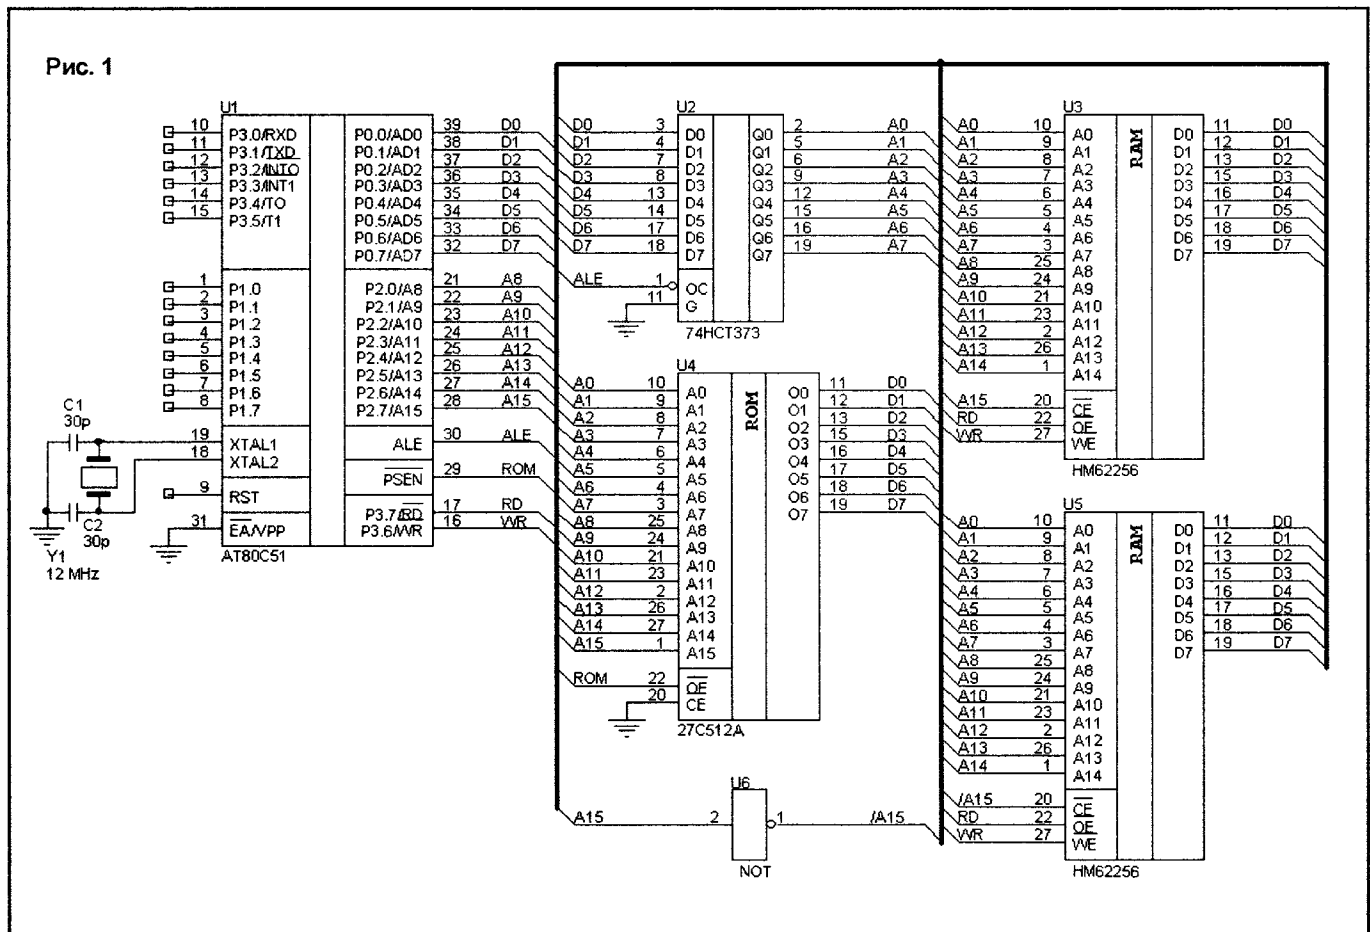 Рис. 1
U1
10 P3.0/RXD
11 P3.1/TXD
12 P3.2/INT0
13 P3.3/INT1
14 P3.4/TO
15 P3.5/T1
1 P1.0
2 P1.1
3 P1.2
4 P1.3
5 P1.4
6 P1.5
7 P1.6
8 P1.7
19 XTAL1
18 XTAL2
9 RST
31 EA/VPP
P0.0/AD0 39 D0
P0.1/AD1 38 D1
P0.2/AD2 37 D2
P0.3/AD3 36 D3
P0.4/AD4 35 D4
P0.5/AD5 34 D5
P0.6/AD6 33 D6
P0.7/AD7 32 D7
P2.0/A8 21 A8
P2.1/A9 22 A9
P2.2/A10 23 A10
P2.3/A11 24 A11
P2.4/A12 25 A12
P2.5/A13 26 A13
P2.6/A14 27 A14
P2.7/A15 28 A15
ALE 30 ALE
PSEN 29 ROM
P3.7/RD 17 RD
P3.6/WR 16 WR
AT80C51
C1
30p
C2
30p
Y1
12 MHz
U2
D0 3 D0 Q0 2 A0
D1 4 D1 Q1 5 A1
D2 7 D2 Q2 6 A2
D3 8 D3 Q3 9 A3
D4 13 D4 Q4 12 A4
D5 14 D5 Q5 15 A5
D6 17 D6 Q6 16 A6
D7 18 D7 Q7 19 A7
ALE 1 OC
11 G
74HCT373
U4
ROM
A0 10 A0 O0 11 D0
A1 9 A1 O1 12 D1
A2 8 A2 O2 13 D2
A3 7 A3 O3 15 D3
A4 6 A4 O4 16 D4
A5 5 A5 O5 17 D5
A6 4 A6 O6 18 D6
A7 3 A7 O7 19 D7
A8 25 A8
A9 24 A9
A10 21 A10
A11 23 A11
A12 2 A12
A13 26 A13
A14 27 A14
A15 1 A15
ROM 22 OE
20 CE
27C512A
U6
A15 2 1 /A15
NOT
U3
RAM
A0 10 A0 D0 11 D0
A1 9 A1 D1 12 D1
A2 8 A2 D2 13 D2
A3 7 A3 D3 15 D3
A4 6 A4 D4 16 D4
A5 5 A5 D5 17 D5
A6 4 A6 D6 18 D6
A7 3 A7 D7 19 D7
A8 25 A8
A9 24 A9
A10 21 A10
A11 23 A11
A12 2 A12
A13 26 A13
A14 1 A14
A15 20 CE
RD 22 OE
WR 27 WE
HM62256
U5
RAM
A0 10 A0 D0 11 D0
A1 9 A1 D1 12 D1
A2 8 A2 D2 13 D2
A3 7 A3 D3 15 D3
A4 6 A4 D4 16 D4
A5 5 A5 D5 17 D5
A6 4 A6 D6 18 D6
A7 3 A7 D7 19 D7
A8 25 A8
A9 24 A9
A10 21 A10
A11 23 A11
A12 2 A12
A13 26 A13
A14 1 A14
/A15 20 CE
RD 22 OE
WR 27 WE
HM62256